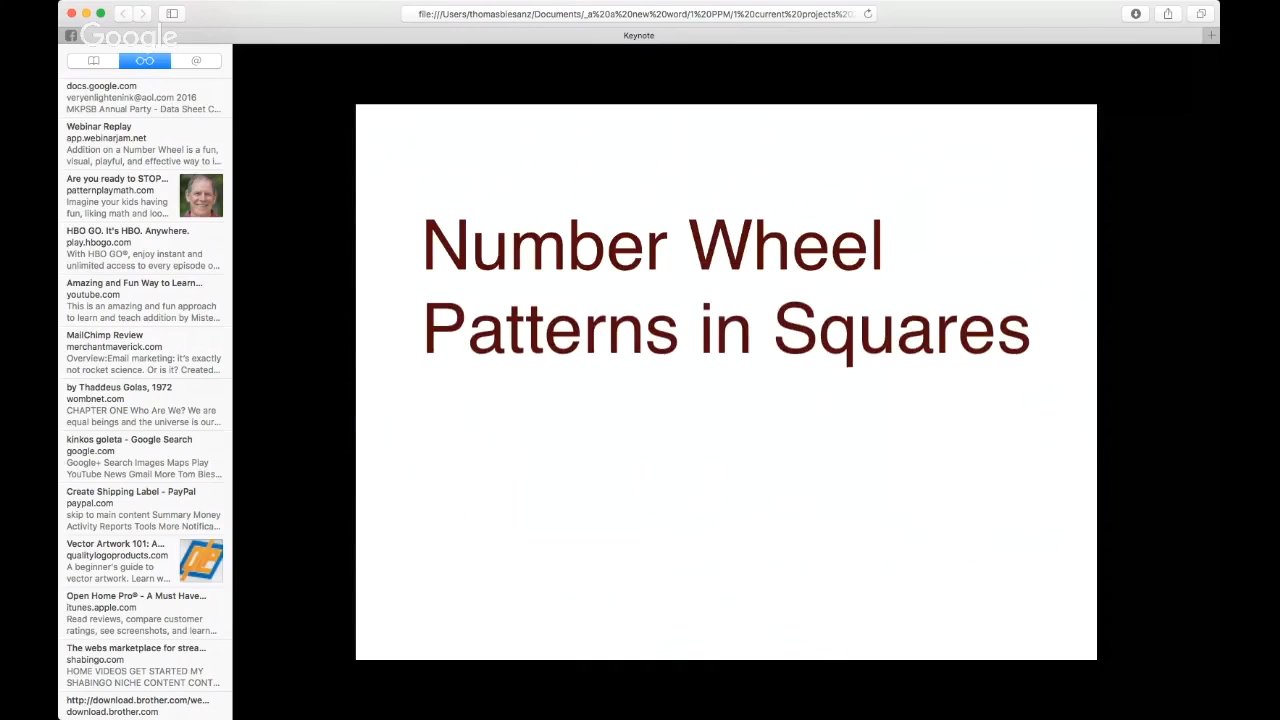 file:///Users/thomasbiesanz/Documents/_a%20a%20new%20word/1%20PPM/1%20current%20projects%20.
Google
Keynote
docs.google.com
veryenlightenink@aol.com 2016
MKPSB Annual Party - Data Sheet C...
Webinar Replay
app.webinarjam.net
Addition on a Number Wheel is a fun,
visual, playful, and effective way to i...
Are you ready to STOP...
patternplaymath.com
Imagine your kids having
fun, liking math and loo...
HBO GO. It's HBO. Anywhere.
play.hbogo.com
With HBO GO®, enjoy instant and
unlimited access to every episode o...
Amazing and Fun Way to Learn...
youtube.com
This is an amazing and fun approach
to learn and teach addition by Miste...
MailChimp Review
merchantmaverick.com
Overview:Email marketing: it's exactly
not rocket science. Or is it? Created...
by Thaddeus Golas, 1972
wombnet.com
CHAPTER ONE Who Are We? We are
equal beings and the universe is our...
kinkos goleta - Google Search
google.com
Google+ Search Images Maps Play
YouTube News Gmail More Tom Bies...
Create Shipping Label - PayPal
paypal.com
skip to main content Summary Money
Activity Reports Tools More Notifica...
Vector Artwork 101: A...
qualitylogoproducts.com
A beginner's guide to
vector artwork. Learn w...
Open Home Pro® - A Must Have...
itunes.apple.com
Read reviews, compare customer
ratings, see screenshots, and learn...
The webs marketplace for strea...
shabingo.com
HOME VIDEOS GET STARTED MY
SHABINGO NICHE CONTENT CONT...
http://download.brother.com/we...
download.brother.com
Number Wheel
Patterns in Squares